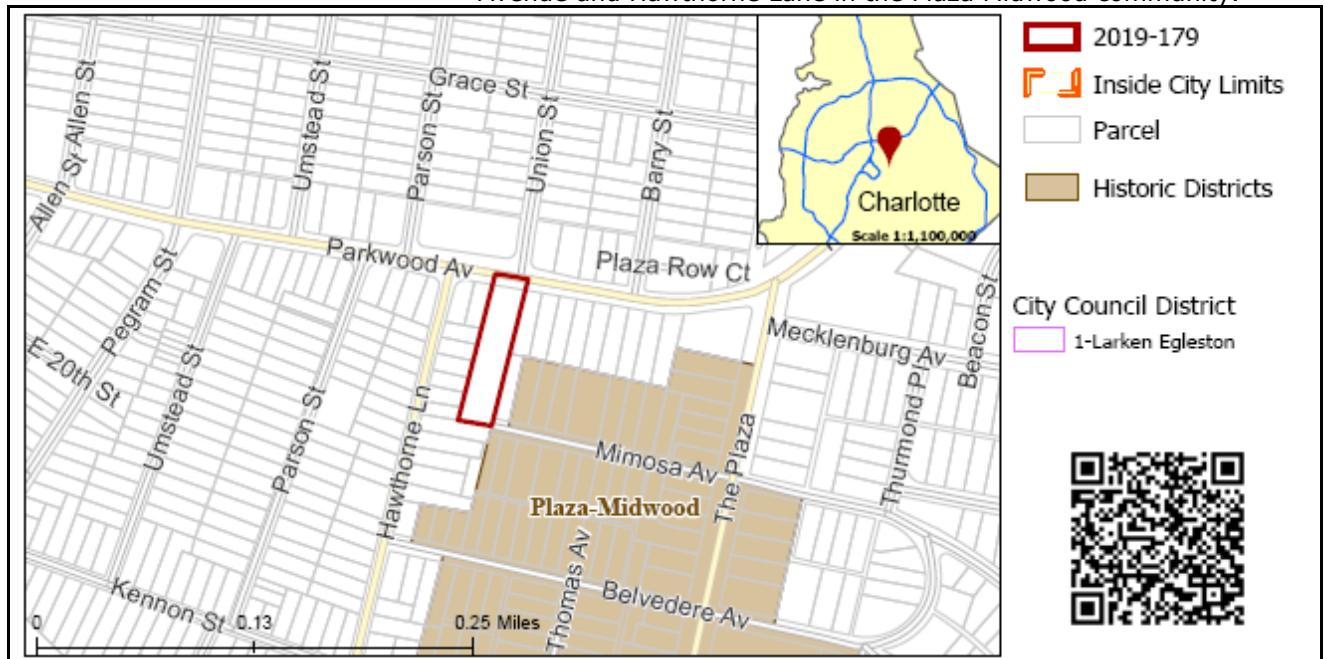 Avenue and Hawthorne Lane in the Plaza Midwood community.
2019-179
Inside City Limits
Parcel
Historic Districts
City Council District
1-Larken Egleston
Charlotte
Scale 1:1,100,000
Grace St
Allen St
Allen St
Umstead St
Parson St
Union St
Barry St
Parkwood Av
Plaza Row Ct
Pegram St
Mecklenburg Av
Beacon St
E 20th St
Umstead St
Parson St
Hawthorne Ln
Thurmond Pl
Mimosa Av
The Plaza
Plaza-Midwood
Thomas Av
Belvedere Av
Kennon St
0
0.13
0.25 Miles